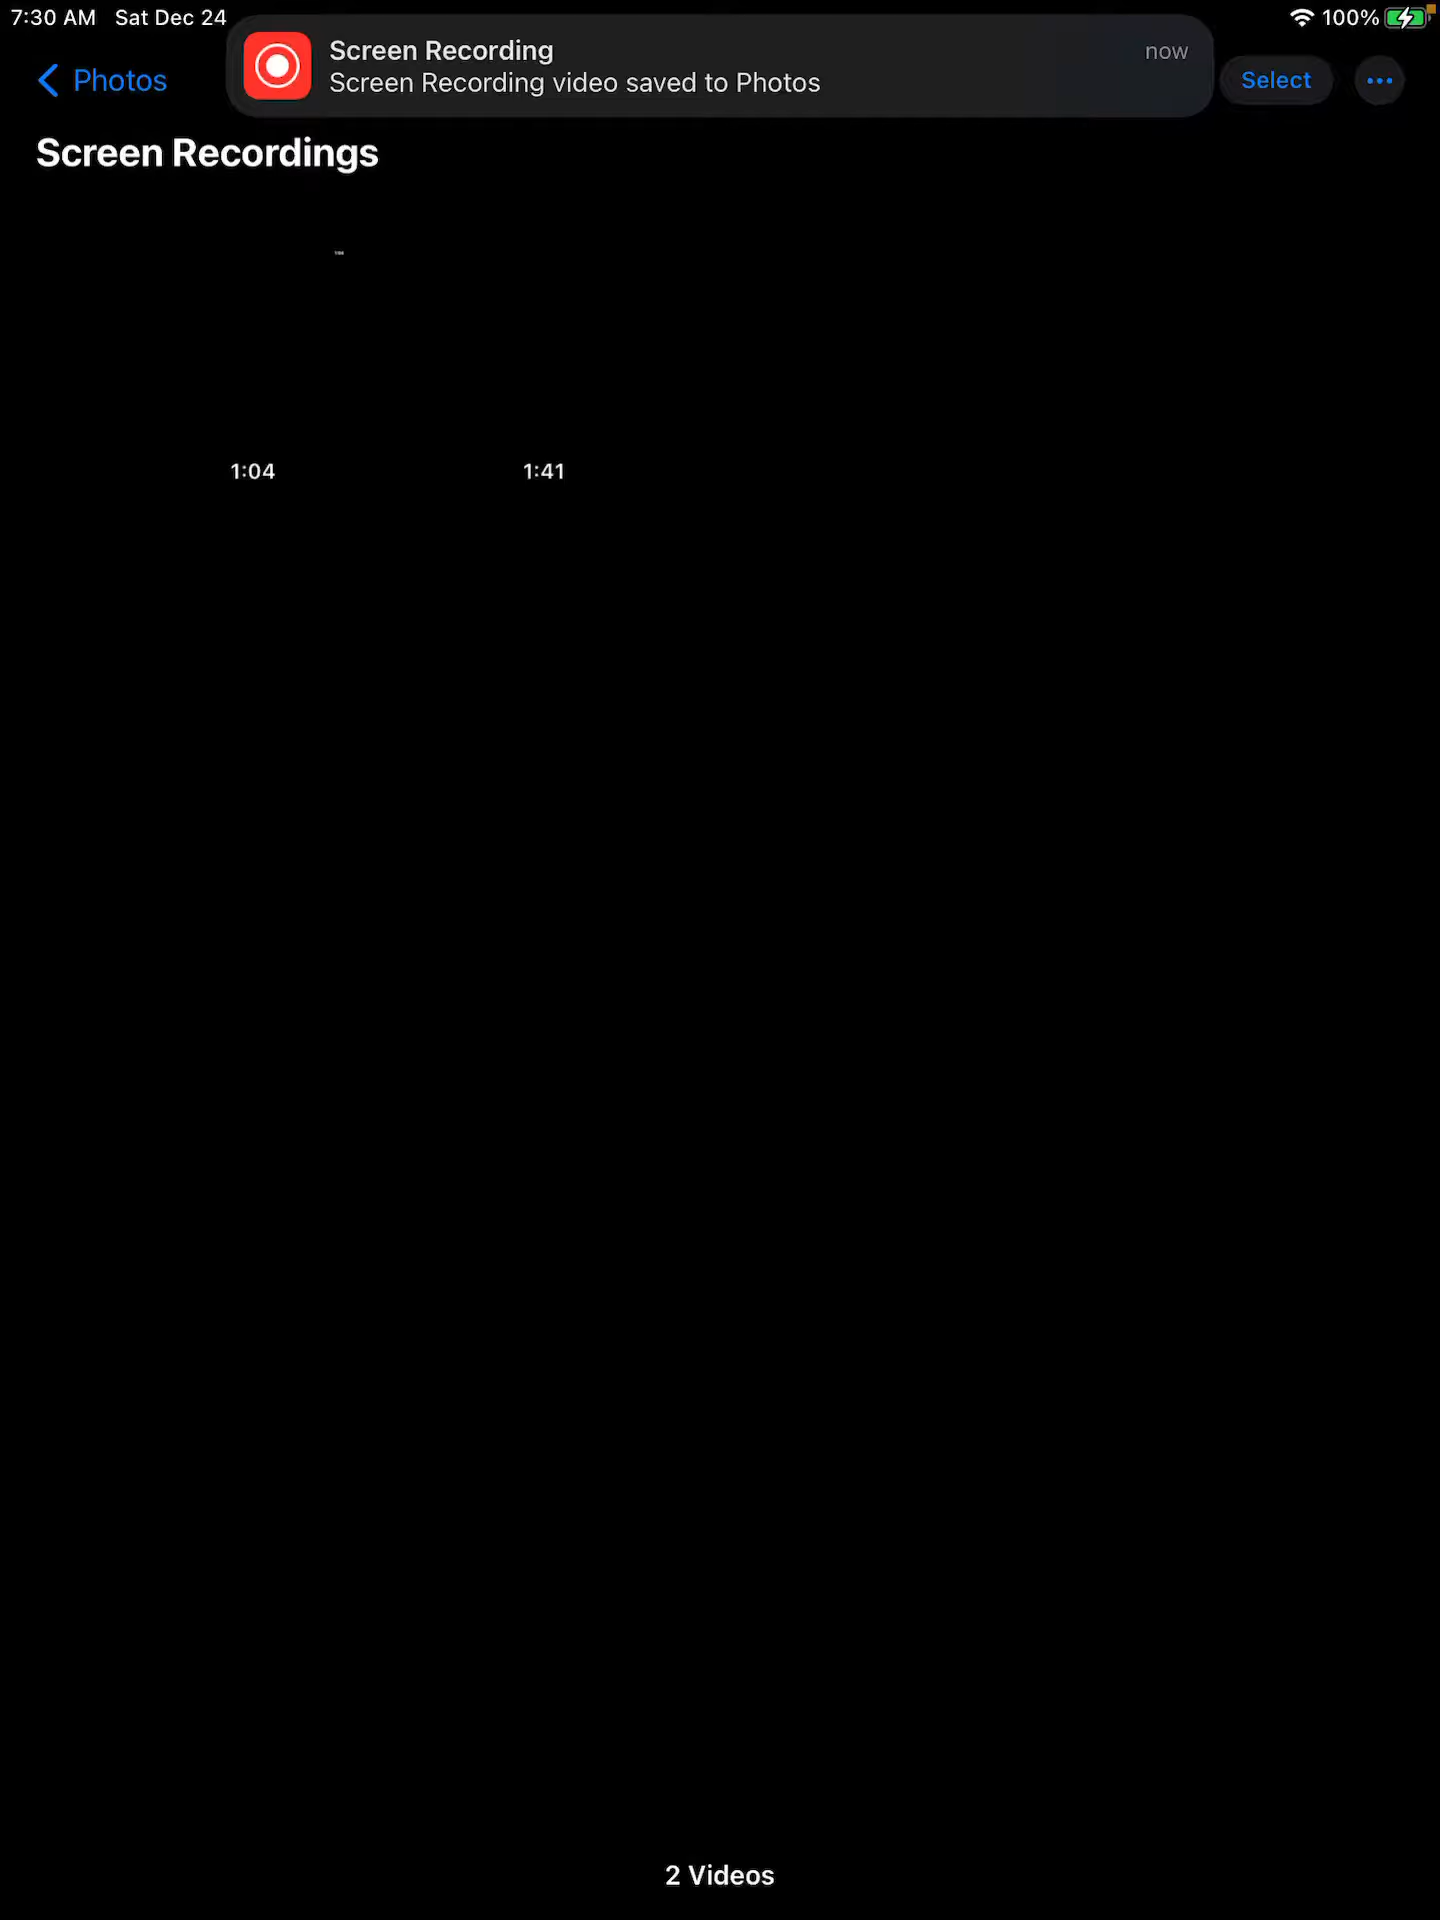 7:30 AM Sat Dec 24
100%
Screen Recording
now
Screen Recording video saved to Photos
Photos
Select
Screen Recordings
1:04
1:41
2 Videos